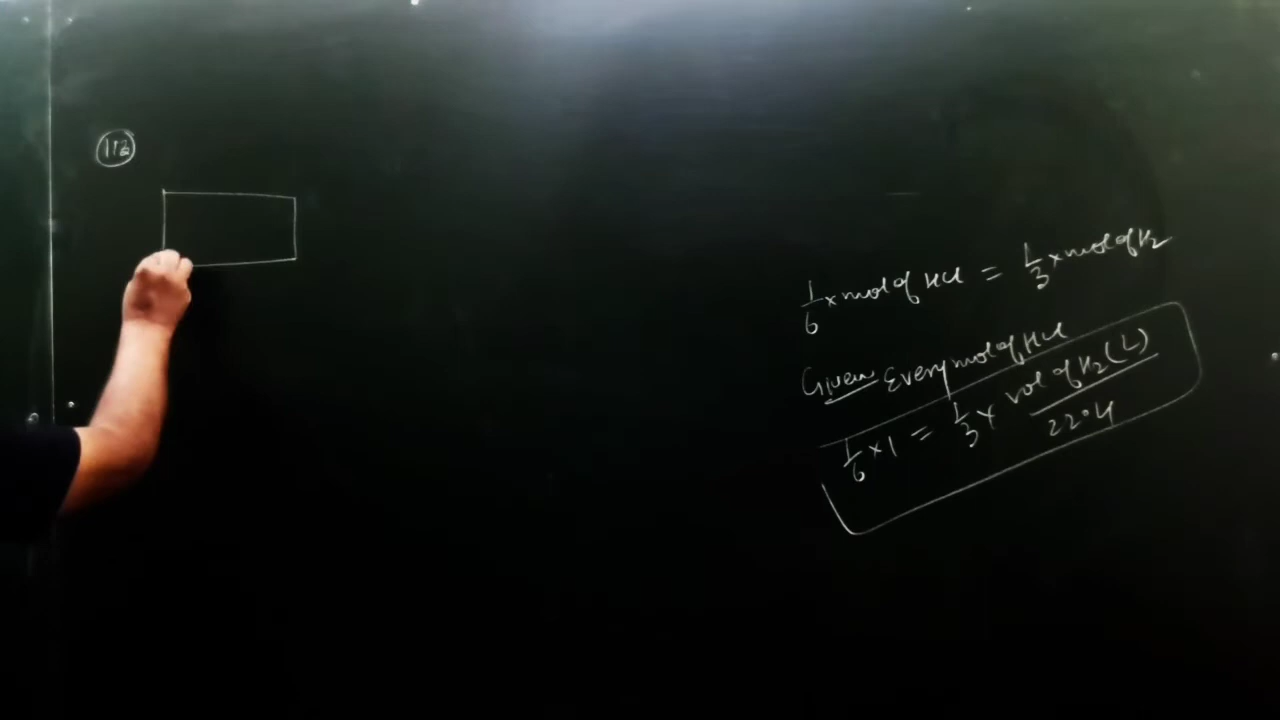 113
1/6 × mol of HCl = 1/3 × mol of H2
Given Every mol of HCl
1/6 × 1 = 1/3 × vol of H2 (L)/22.4